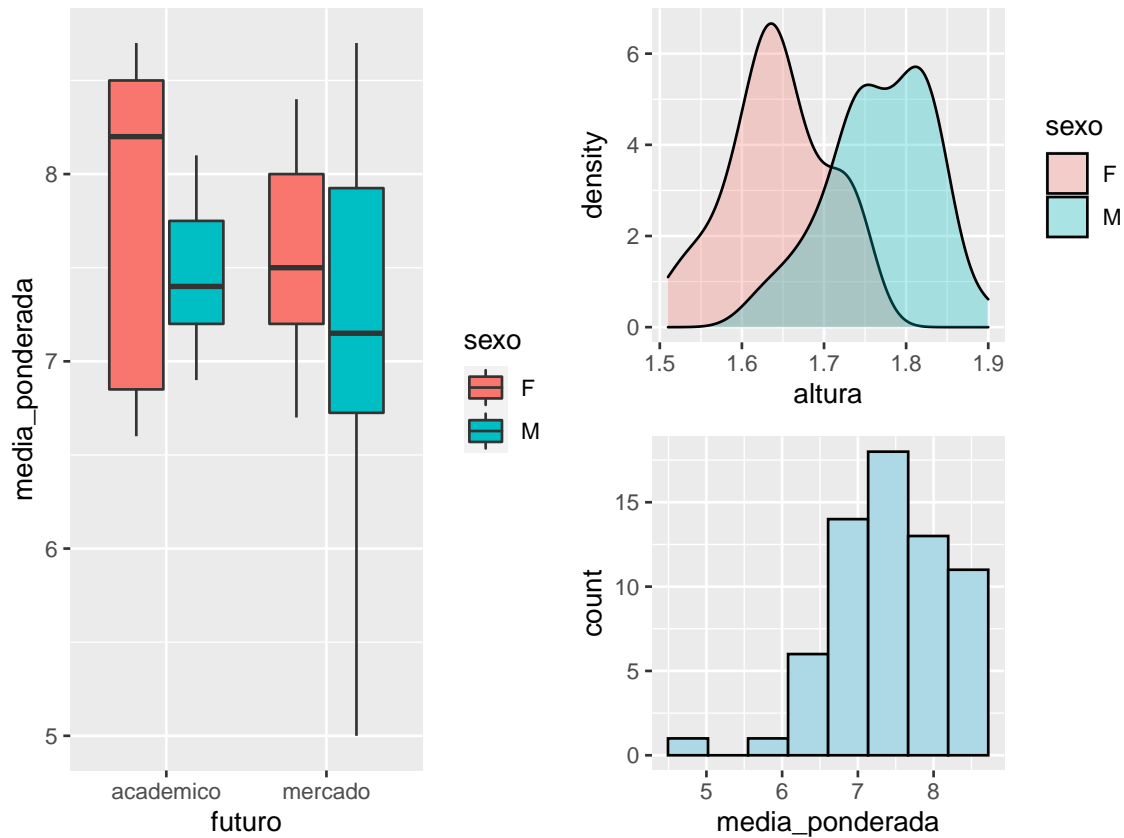 media_ponderada
8
7
6
5
academico
mercado
futuro
sexo
F
M
density
6
4
2
0
1.5
1.6
1.7
1.8
1.9
altura
sexo
F
M
count
15
10
5
0
5
6
7
8
media_ponderada